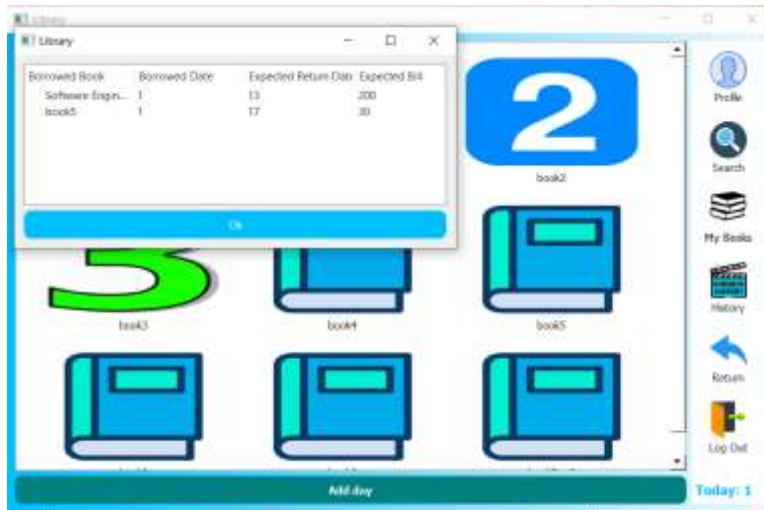 Library
Library
Borrowed Book Borrowed Date Expected Return Date Expected Bill
Software Engin... 1 13 200
book5 1 17 30
Ok
2
book2
3
book3 book4 book5
Profile
Search
My Books
History
Return
Log Out
Add day
Today: 1